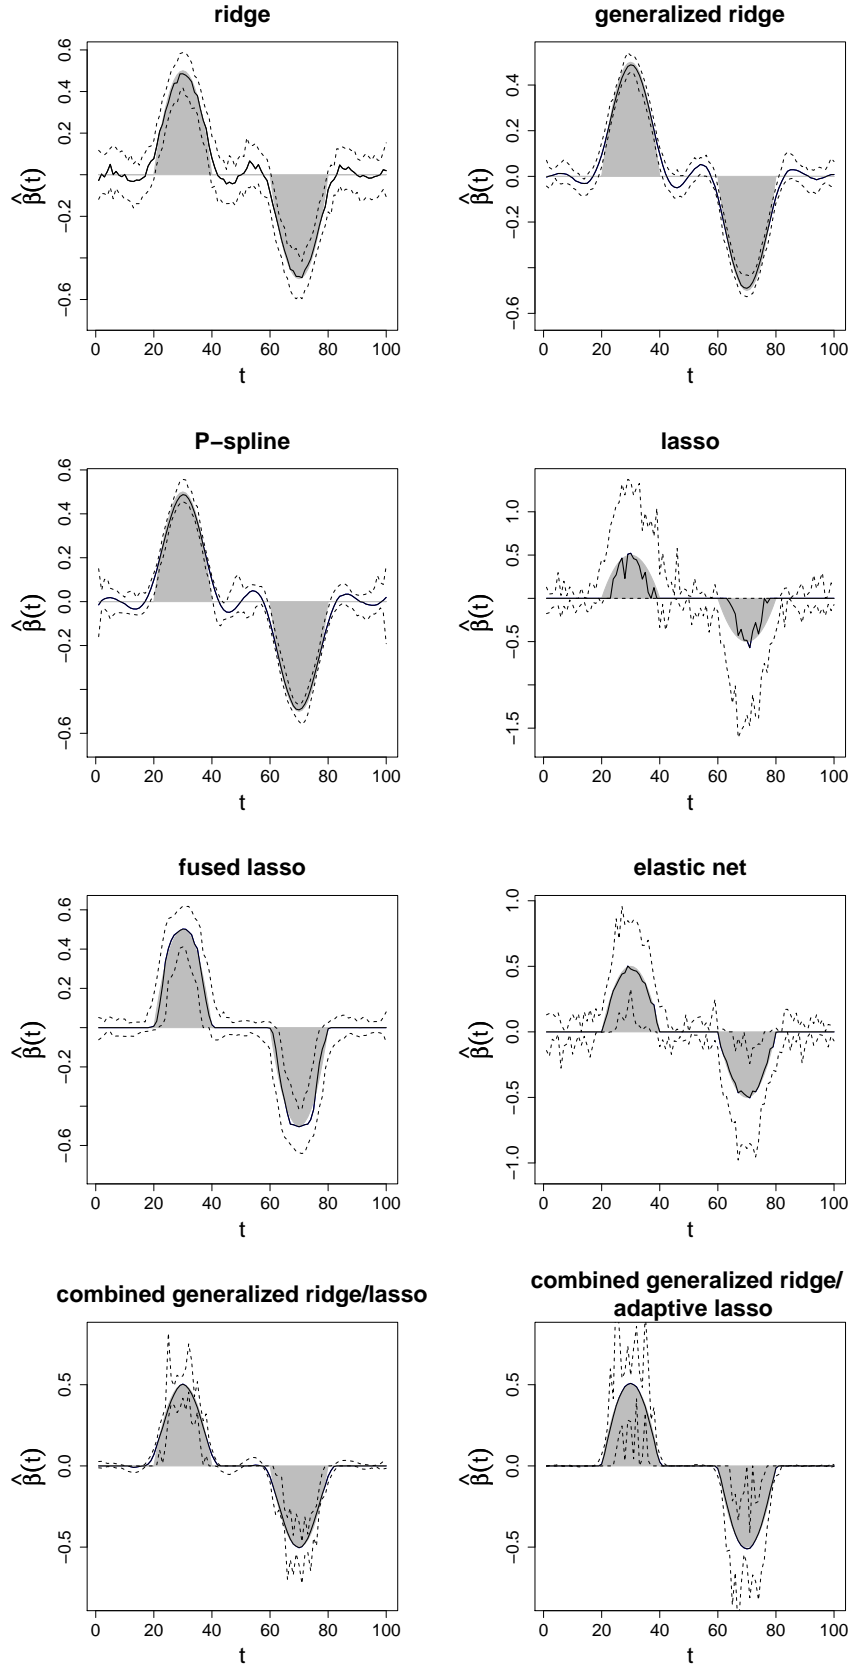 ridge
0.6
0.4
0.2
−0.2
−0.6
β̂(t)
0 20 40 60 80 100
t
generalized ridge
0.4
0.2
0.0
−0.2
−0.6
β̂(t)
0 20 40 60 80 100
t
P−spline
0.6
0.4
0.2
0.0
−0.2
−0.6
β̂(t)
0 20 40 60 80 100
t
lasso
1.0
0.5
−0.5
−1.5
β̂(t)
0 20 40 60 80 100
t
fused lasso
0.6
0.4
0.2
−0.2
−0.6
β̂(t)
0 20 40 60 80 100
t
elastic net
1.0
0.5
0.0
−0.5
−1.0
β̂(t)
0 20 40 60 80 100
t
combined generalized ridge/lasso
0.5
0.0
−0.5
β̂(t)
0 20 40 60 80 100
t
combined generalized ridge/
adaptive lasso
0.5
0.0
−0.5
β̂(t)
0 20 40 60 80 100
t